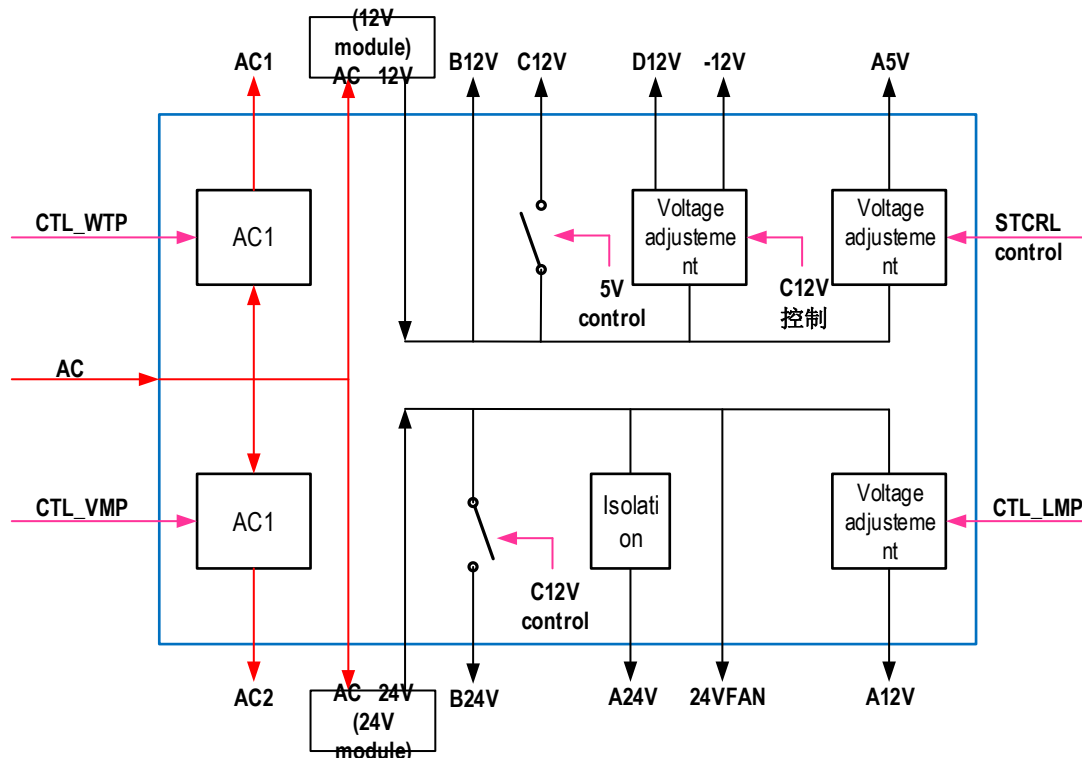 (12V
module)
AC 12V
AC1
B12V
C12V
D12V
-12V
A5V
CTL_WTP
AC1
Voltage
adjusteme
nt
Voltage
adjusteme
nt
STCRL
control
5V
control
C12V
控制
AC
CTL_VMP
AC1
Isolati
on
Voltage
adjusteme
nt
CTL_LMP
C12V
control
AC2
AC 24V
(24V
module)
B24V
A24V
24VFAN
A12V